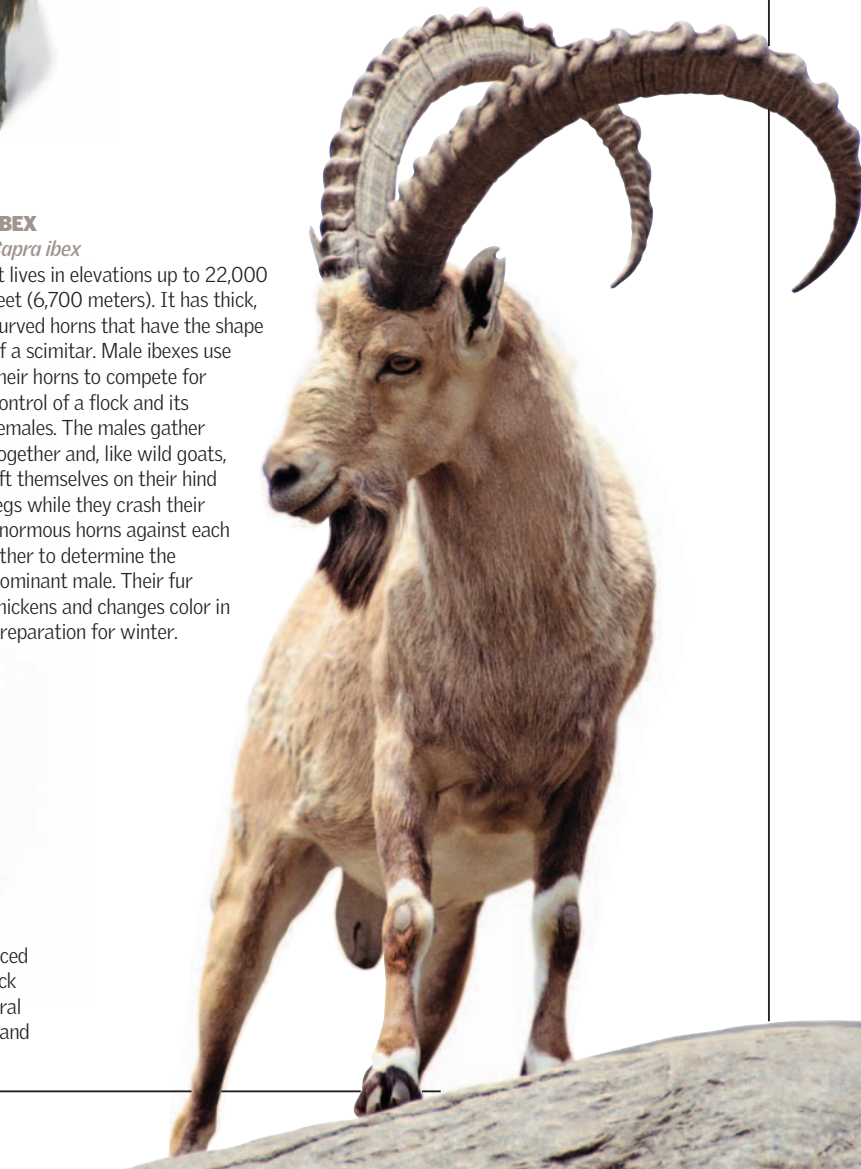 BEX
Capra ibex
t lives in elevations up to 22,000
eet (6,700 meters). It has thick,
urved horns that have the shape
f a scimitar. Male ibexes use
heir horns to compete for
ontrol of a flock and its
emales. The males gather
ogether and, like wild goats,
ft themselves on their hind
egs while they crash their
normous horns against each
ther to determine the
ominant male. Their fur
hickens and changes color in
reparation for winter.
ced
ck
ral
and